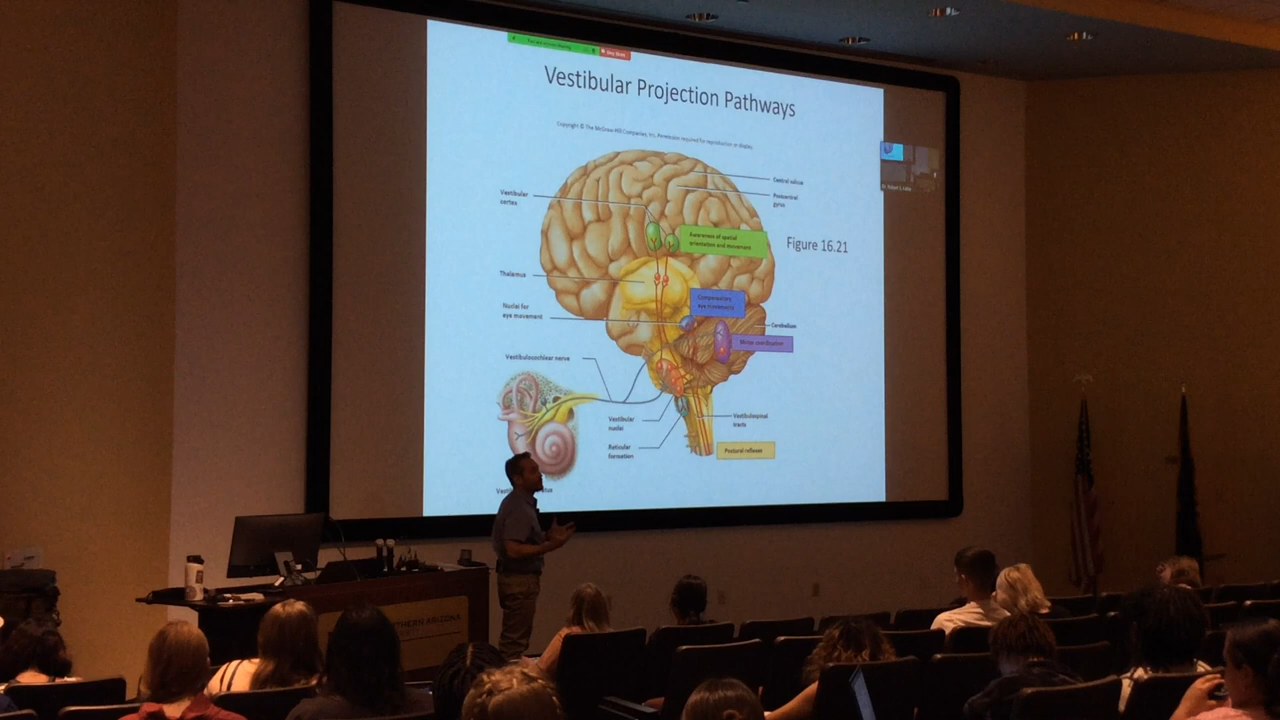 Vestibular Projection Pathways
Copyright © The McGraw-Hill Companies, Inc. Permission required for reproduction or display.
Central sulcus
Postcentral
gyrus
Vestibular
cortex
Awareness of spatial
orientation and movement
Figure 16.21
Thalamus
Compensatory
eye movements
Nuclei for
eye movement
Cerebellum
Motor coordination
Vestibulocochlear nerve
Vestibular
nuclei
Vestibulospinal
tracts
Reticular
formation
Postural reflexes